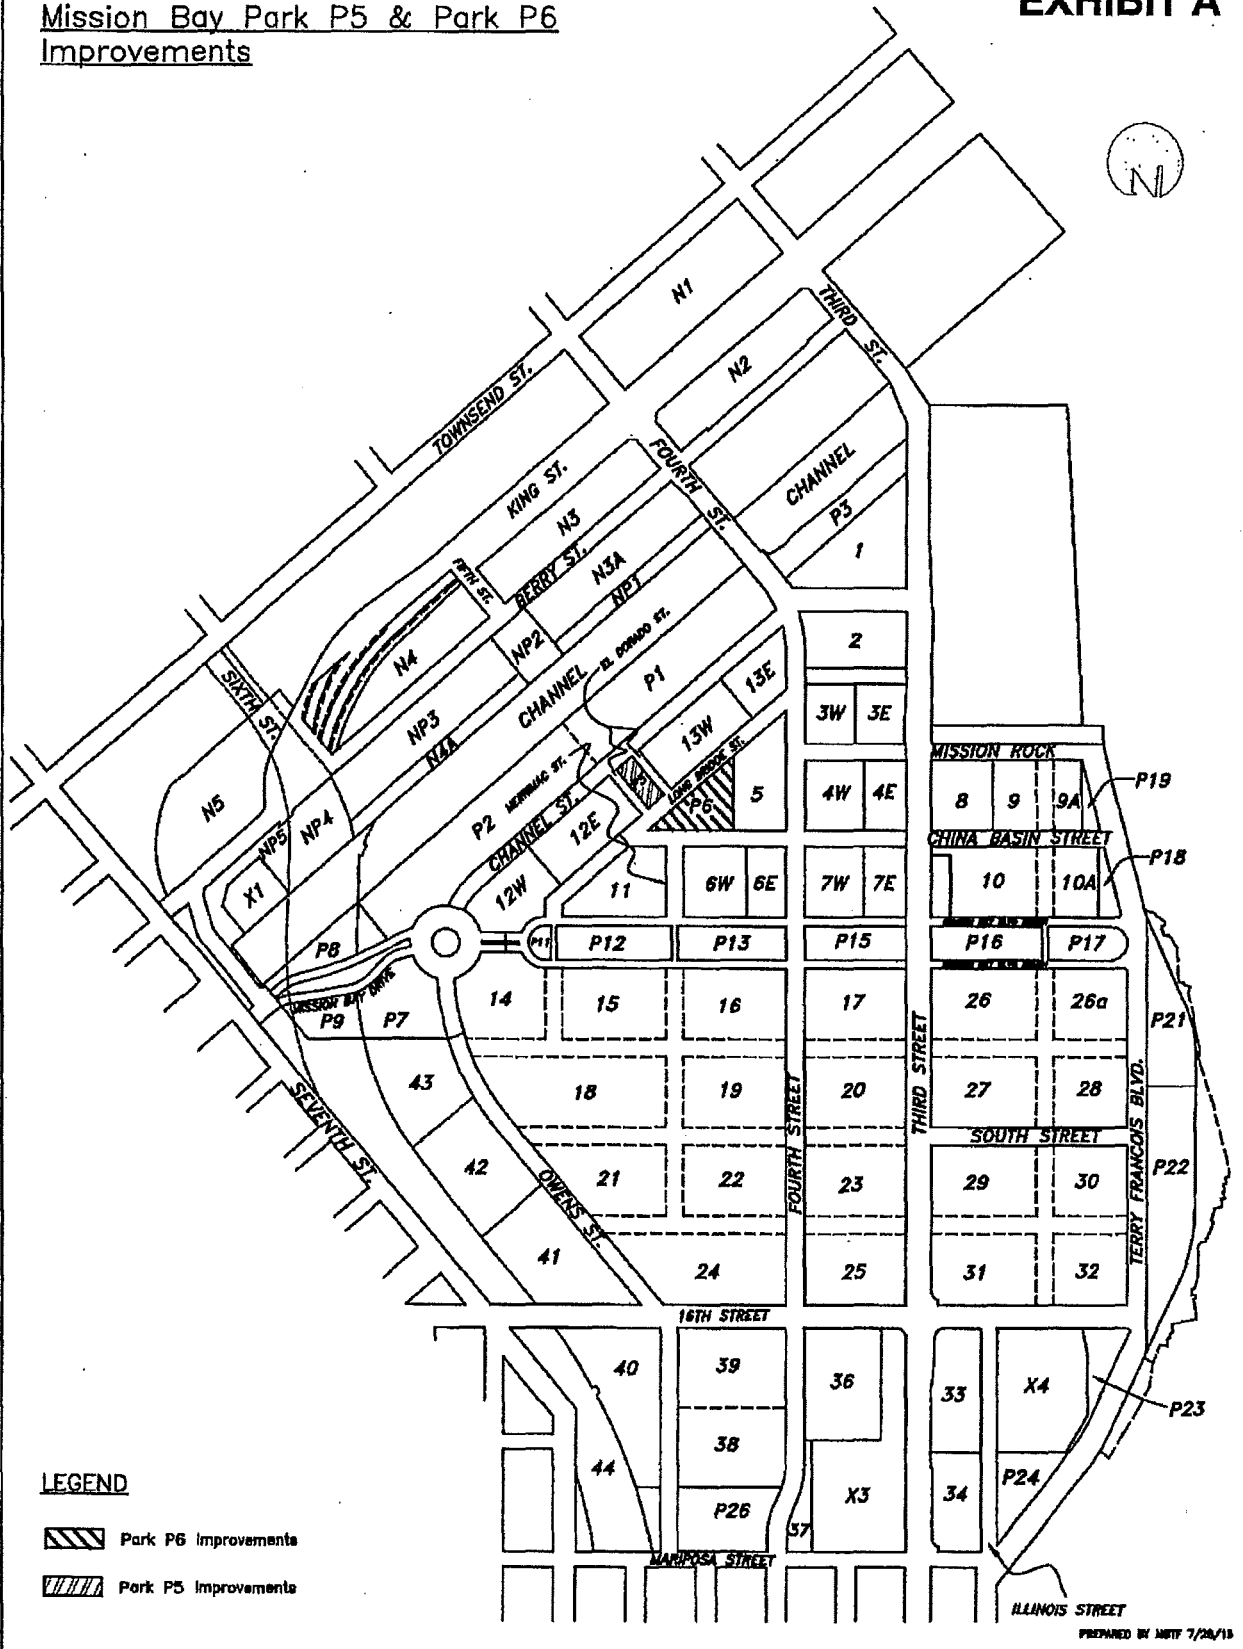 Mission Bay Park P5 & Park P6
Improvements
EXHIBIT A
N
N1
THIRD ST.
N2
TOWNSEND ST.
FOURTH ST.
KING ST.
CHANNEL
N3
P3
BERRY ST.
1
FIFTH ST.
N3A
NP1
EL DORADO ST.
2
NP2
N4
P1
13E
SIXTH ST.
CHANNEL
3W
3E
NP3
13W
N4A
LONG BRIDGE ST.
MISSION ROCK
P19
MERRIMAC ST.
P5
N5
P6
5
4W
4E
8
9
9A
NP4
P2
CHANNEL ST.
12E
CHINA BASIN STREET
NP5
P18
X1
12W
11
6W
6E
7W
7E
10
10A
P8
P11
P12
P13
P15
P16
P17
MISSION BAY DRIVE
14
15
16
17
26
26a
P9
P7
P21
THIRD STREET
43
18
19
20
27
28
SEVENTH ST.
FOURTH STREET
SOUTH STREET
TERRY FRANCOIS BLVD.
42
OWENS ST.
21
22
23
29
30
P22
41
24
25
31
32
16TH STREET
40
39
36
33
X4
P23
38
44
P24
LEGEND
P26
X3
34
37
Park P6 Improvements
MARIPOSA STREET
Park P5 Improvements
ILLINOIS STREET